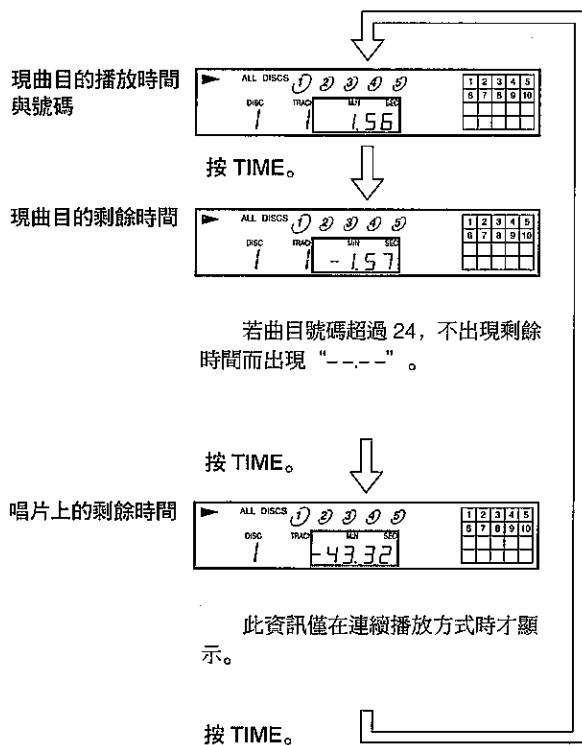 現曲目的播放時間
與號碼
ALL DISCS 1 2 3 4 5
DISC TRACK MIN SEC
1 1 1.56
1 2 3 4 5
6 7 8 9 10
按 TIME。
現曲目的剩餘時間
ALL DISCS 1 2 3 4 5
DISC TRACK MIN SEC
1 1 -1.57
1 2 3 4 5
6 7 8 9 10
若曲目號碼超過 24，不出現剩餘
時間而出現“--.--”。
按 TIME。
唱片上的剩餘時間
ALL DISCS 1 2 3 4 5
DISC TRACK MIN SEC
1 -43.32
1 2 3 4 5
6 7 8 9 10
此資訊僅在連續播放方式時才顯
示。
按 TIME。